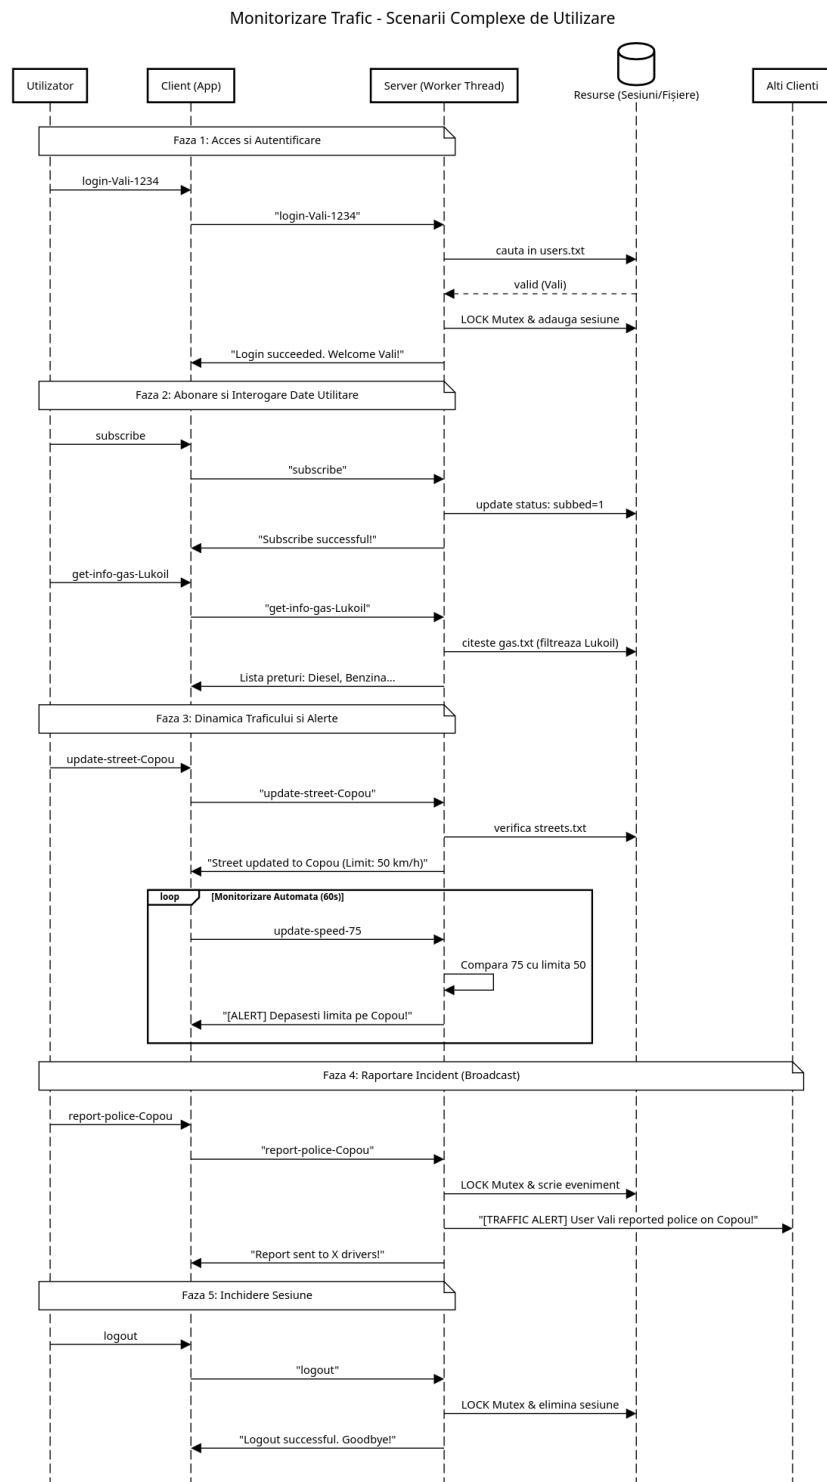 Monitorizare Trafic - Scenarii Complexe de Utilizare
Utilizator
Client (App)
Server (Worker Thread)
Resurse (Sesiuni/Fișiere)
Alti Clienti
Faza 1: Acces si Autentificare
login-Vali-1234
"login-Vali-1234"
cauta in users.txt
valid (Vali)
LOCK Mutex & adauga sesiune
"Login succeeded. Welcome Vali!"
Faza 2: Abonare si Interogare Date Utilitare
subscribe
"subscribe"
update status: subbed=1
"Subscribe successful!"
get-info-gas-Lukoil
"get-info-gas-Lukoil"
citeste gas.txt (filtreaza Lukoil)
Lista preturi: Diesel, Benzina...
Faza 3: Dinamica Traficului si Alerte
update-street-Copou
"update-street-Copou"
verifica streets.txt
"Street updated to Copou (Limit: 50 km/h)"
loop [Monitorizare Automata (60s)]
update-speed-75
Compara 75 cu limita 50
"[ALERT] Depasesti limita pe Copou!"
Faza 4: Raportare Incident (Broadcast)
report-police-Copou
"report-police-Copou"
LOCK Mutex & scrie eveniment
"[TRAFFIC ALERT] User Vali reported police on Copou!"
"Report sent to X drivers!"
Faza 5: Inchidere Sesiune
logout
"logout"
LOCK Mutex & elimina sesiune
"Logout successful. Goodbye!"